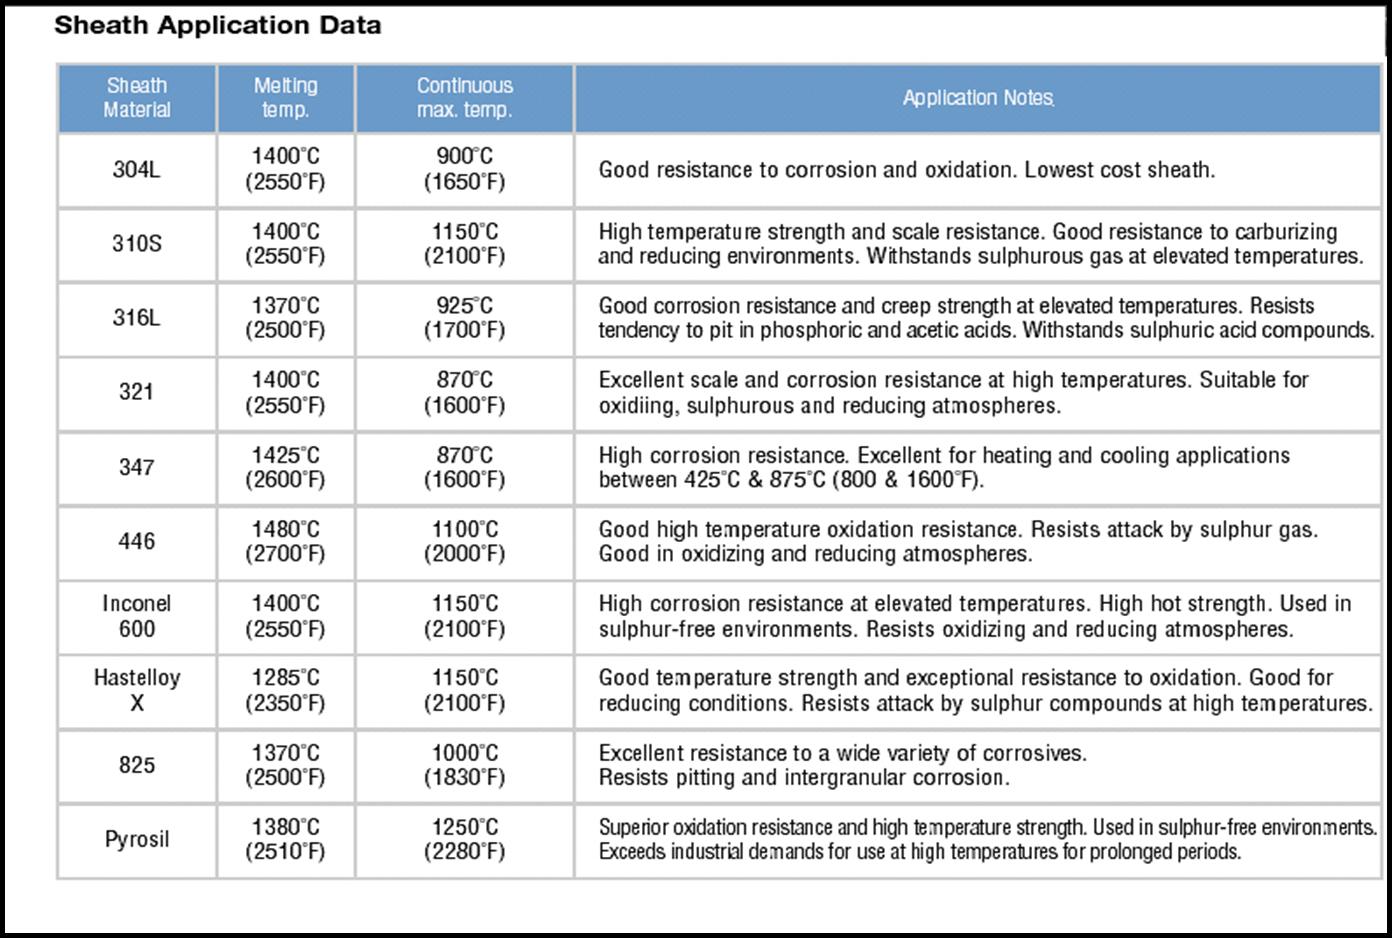 Sheath Application Data
Sheath
Material
Melting
temp.
Continuous
max. temp.
Application Notes
304L
1400°C
(2550°F)
900°C
(1650°F)
Good resistance to corrosion and oxidation. Lowest cost sheath.
310S
1400°C
(2550°F)
1150°C
(2100°F)
High temperature strength and scale resistance. Good resistance to carburizing
and reducing environments. Withstands sulphurous gas at elevated temperatures.
316L
1370°C
(2500°F)
925°C
(1700°F)
Good corrosion resistance and creep strength at elevated temperatures. Resists
tendency to pit in phosphoric and acetic acids. Withstands sulphuric acid compounds.
321
1400°C
(2550°F)
870°C
(1600°F)
Excellent scale and corrosion resistance at high temperatures. Suitable for
oxidiing, sulphurous and reducing atmospheres.
347
1425°C
(2600°F)
870°C
(1600°F)
High corrosion resistance. Excellent for heating and cooling applications
between 425°C & 875°C (800 & 1600°F).
446
1480°C
(2700°F)
1100°C
(2000°F)
Good high temperature oxidation resistance. Resists attack by sulphur gas.
Good in oxidizing and reducing atmospheres.
Inconel
600
1400°C
(2550°F)
1150°C
(2100°F)
High corrosion resistance at elevated temperatures. High hot strength. Used in
sulphur-free environments. Resists oxidizing and reducing atmospheres.
Hastelloy
X
1285°C
(2350°F)
1150°C
(2100°F)
Good temperature strength and exceptional resistance to oxidation. Good for
reducing conditions. Resists attack by sulphur compounds at high temperatures.
825
1370°C
(2500°F)
1000°C
(1830°F)
Excellent resistance to a wide variety of corrosives.
Resists pitting and intergranular corrosion.
Pyrosil
1380°C
(2510°F)
1250°C
(2280°F)
Superior oxidation resistance and high temperature strength. Used in sulphur-free environments.
Exceeds industrial demands for use at high temperatures for prolonged periods.